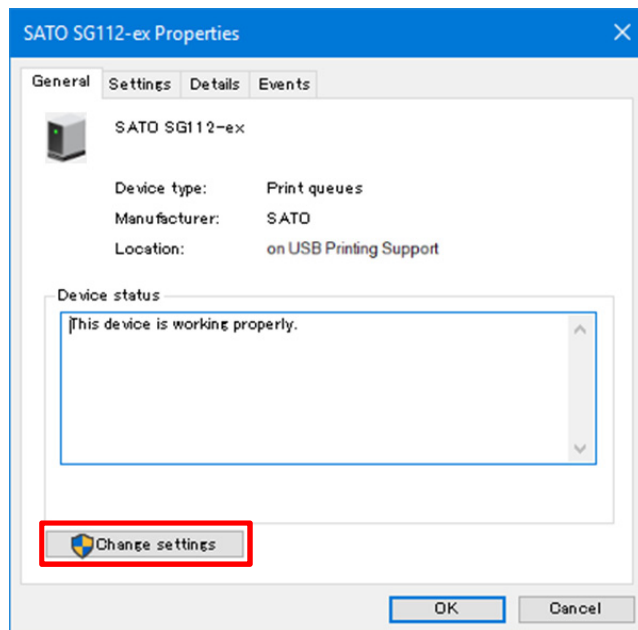 SATO SG112-ex Properties
General Settings Details Events
SATO SG112-ex
Device type: Print queues
Manufacturer: SATO
Location: on USB Printing Support
Device status
This device is working properly.
Change settings
OK Cancel